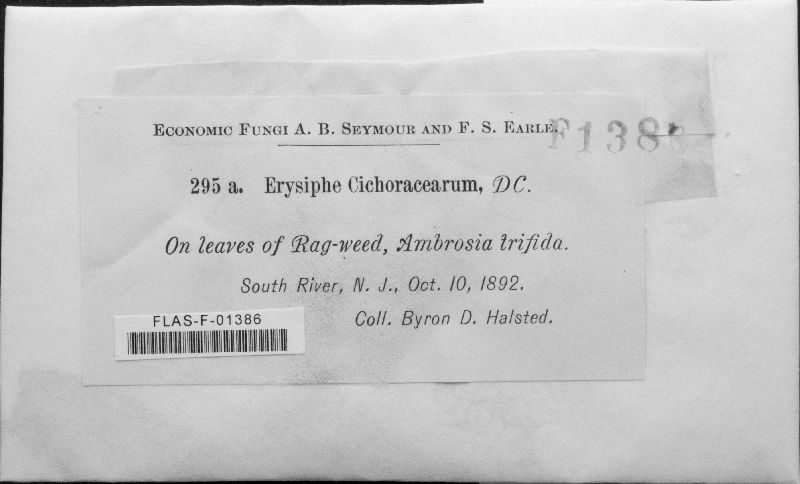 ECONOMIC FUNGI A. B. SEYMOUR AND F. S. EARLE.
F1386
295 a. Erysiphe Cichoracearum, DC.
On leaves of Rag-weed, Ambrosia trifida.
South River, N. J., Oct. 10, 1892.
Coll. Byron D. Halsted.
FLAS-F-01386